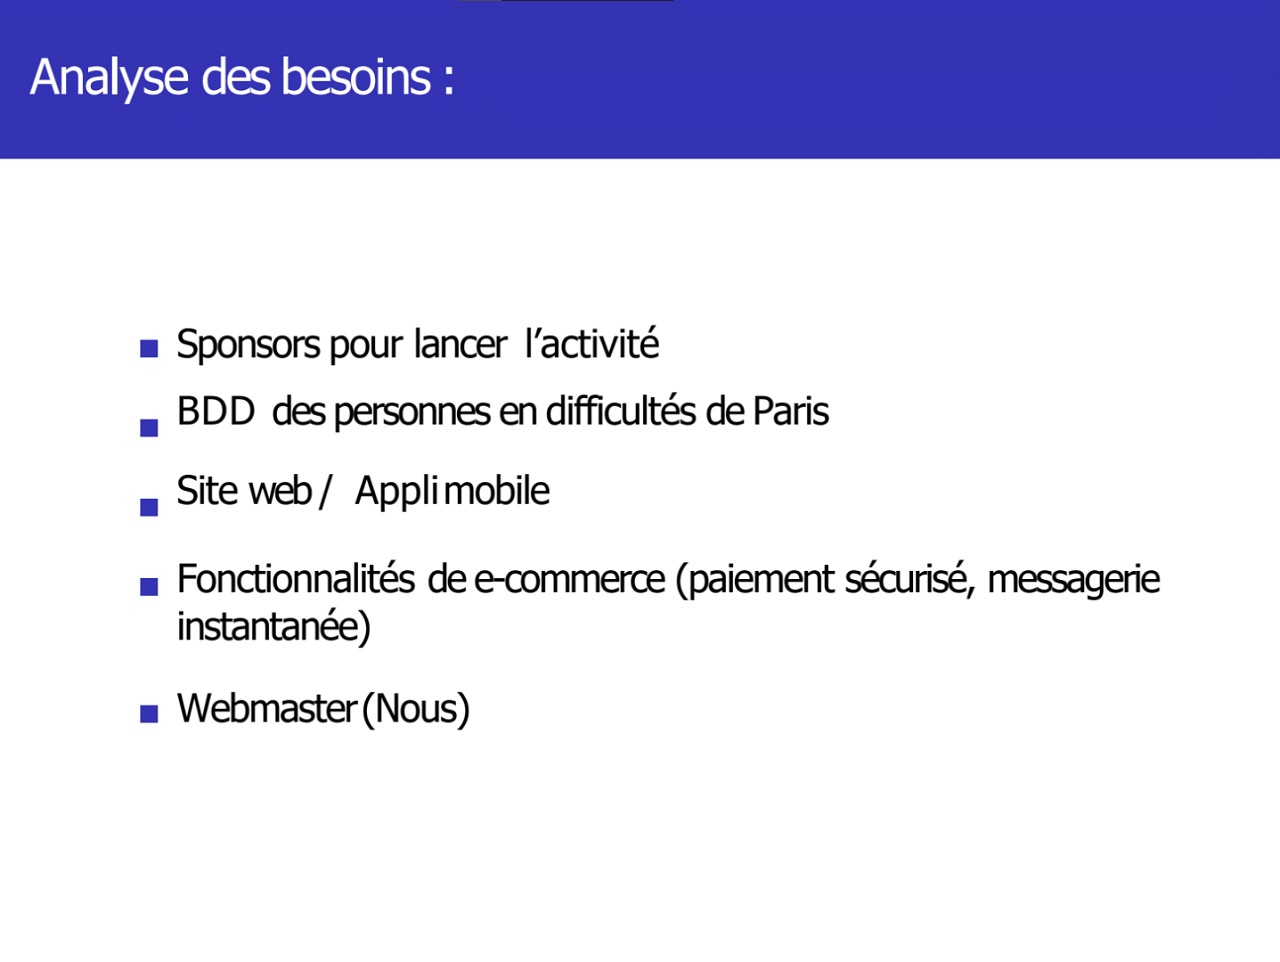 Analyse des besoins :
Sponsors pour lancer l’activité
BDD des personnes en difficultés de Paris
Site web / Appli mobile
Fonctionnalités de e-commerce (paiement sécurisé, messagerie
instantanée)
Webmaster (Nous)